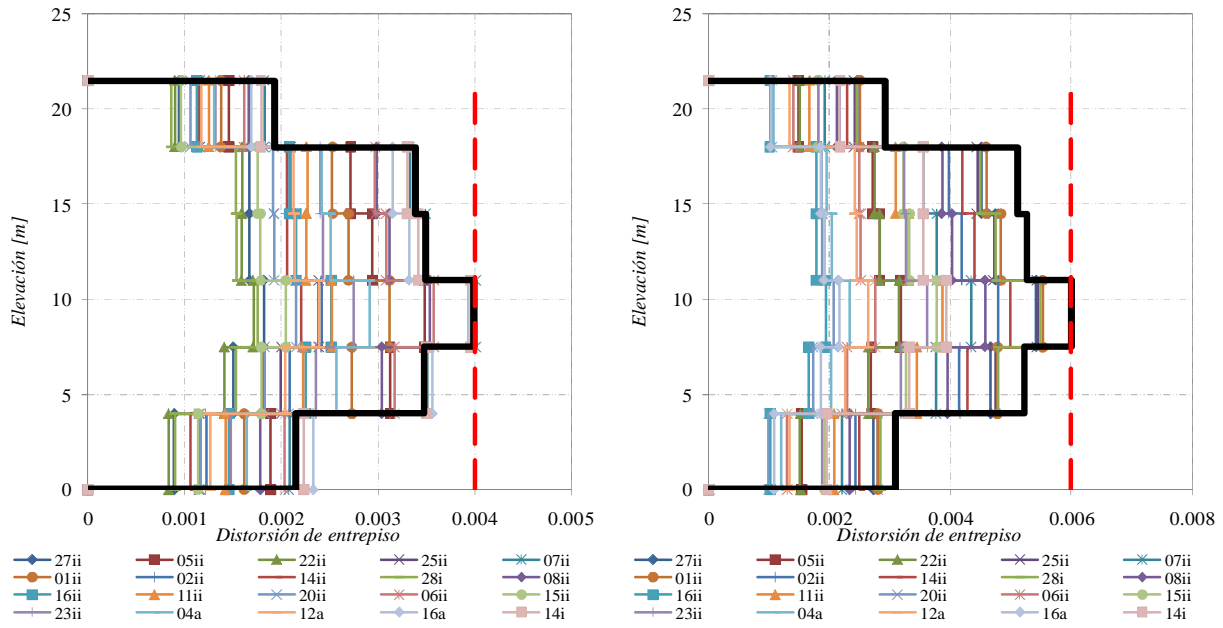 25
20
15
10
5
0
Elevación [m]
0
0.001
0.002
0.003
0.004
0.005
Distorsión de entrepiso
27ii 05ii 22ii 25ii 07ii
01ii 02ii 14ii 28i 08ii
16ii 11ii 20ii 06ii 15ii
23ii 04a 12a 16a 14i
25
20
15
10
5
0
Elevación [m]
0
0.002
0.004
0.006
0.008
Distorsión de entrepiso
27ii 05ii 22ii 25ii 07ii
01ii 02ii 14ii 28i 08ii
16ii 11ii 20ii 06ii 15ii
23ii 04a 12a 16a 14i